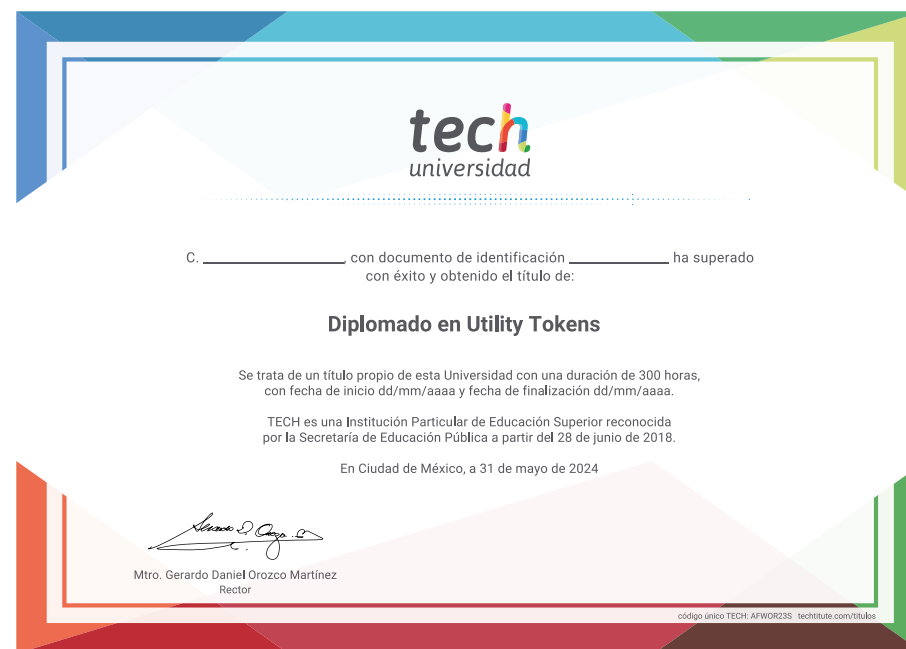 tech
universidad
C. ____________, con documento de identificación ____________ ha superado
con éxito y obtenido el título de:
Diplomado en Utility Tokens
Se trata de un título propio de esta Universidad con una duración de 300 horas,
con fecha de inicio dd/mm/aaaa y fecha de finalización dd/mm/aaaa.
TECH es una Institución Particular de Educación Superior reconocida
por la Secretaría de Educación Pública a partir del 28 de junio de 2018.
En Ciudad de México, a 31 de mayo de 2024
Mtro. Gerardo Daniel Orozco Martínez
Rector
código único TECH: AFWOR23S techtitute.com/titulos